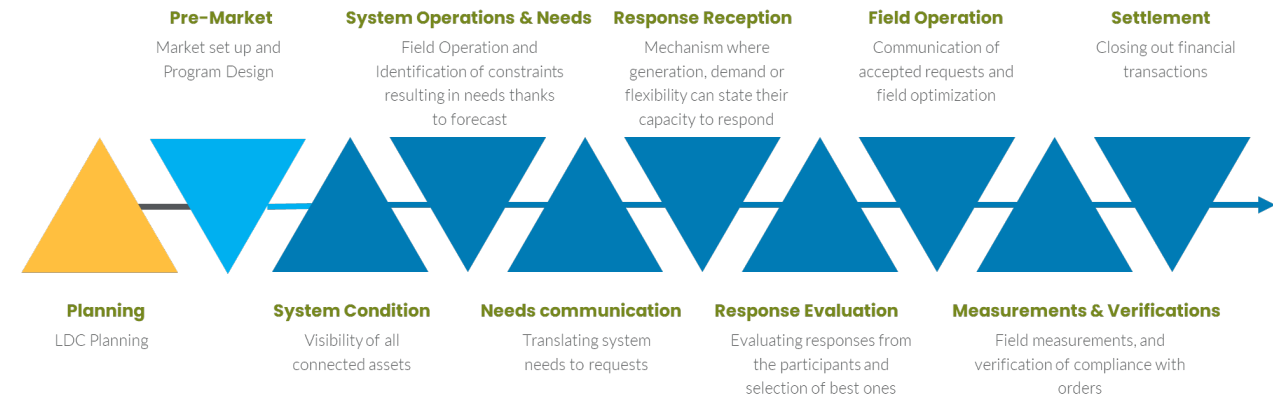 Pre-Market
Market set up and
Program Design
System Operations & Needs
Field Operation and
Identification of constraints
resulting in needs thanks
to forecast
Response Reception
Mechanism where
generation, demand or
flexibility can state their
capacity to respond
Field Operation
Communication of
accepted requests and
field optimization
Settlement
Closing out financial
transactions
Planning
LDC Planning
System Condition
Visibility of all
connected assets
Needs communication
Translating system
needs to requests
Response Evaluation
Evaluating responses from
the participants and
selection of best ones
Measurements & Verifications
Field measurements, and
verification of compliance with
orders